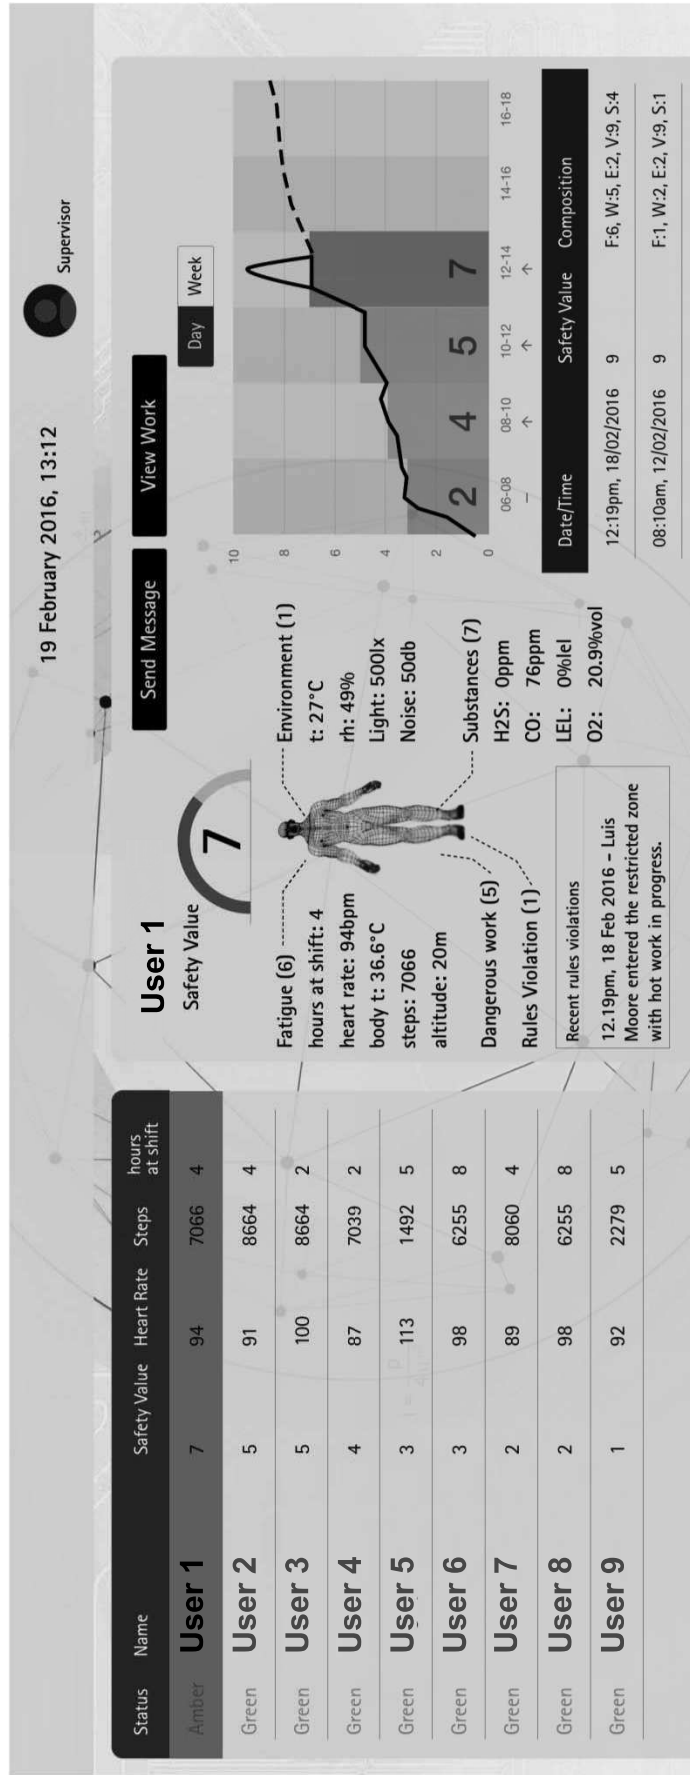 19 February 2016, 13:12
Supervisor
Status Name Safety Value Heart Rate Steps hours at shift
Amber User 1 7 94 7066 4
Green User 2 5 91 8664 4
Green User 3 5 100 8664 2
Green User 4 4 87 7039 2
Green User 5 3 113 1492 5
Green User 6 3 98 6255 8
Green User 7 2 89 8060 4
Green User 8 2 98 6255 8
Green User 9 1 92 2279 5
User 1
Send Message
View Work
Safety Value
7
Fatigue (6)
hours at shift: 4
heart rate: 94bpm
body t: 36.6°C
steps: 7066
altitude: 20m
Dangerous work (5)
Rules Violation (1)
Environment (1)
t: 27°C
rh: 49%
Light: 500lx
Noise: 50db
Substances (7)
H2S: 0ppm
CO: 76ppm
LEL: 0%lel
O2: 20.9%vol
Recent rules violations
12.19pm, 18 Feb 2016 – Luis
Moore entered the restricted zone
with hot work in progress.
Day Week
10
8
6
4
2
0
2 4 5 7
06-08 08-10 10-12 12-14 14-16 16-18
– ↑ ↑ ↑
Date/Time Safety Value Composition
12:19pm, 18/02/2016 9 F:6, W:5, E:2, V:9, S:4
08:10am, 12/02/2016 9 F:1, W:2, E:2, V:9, S:1